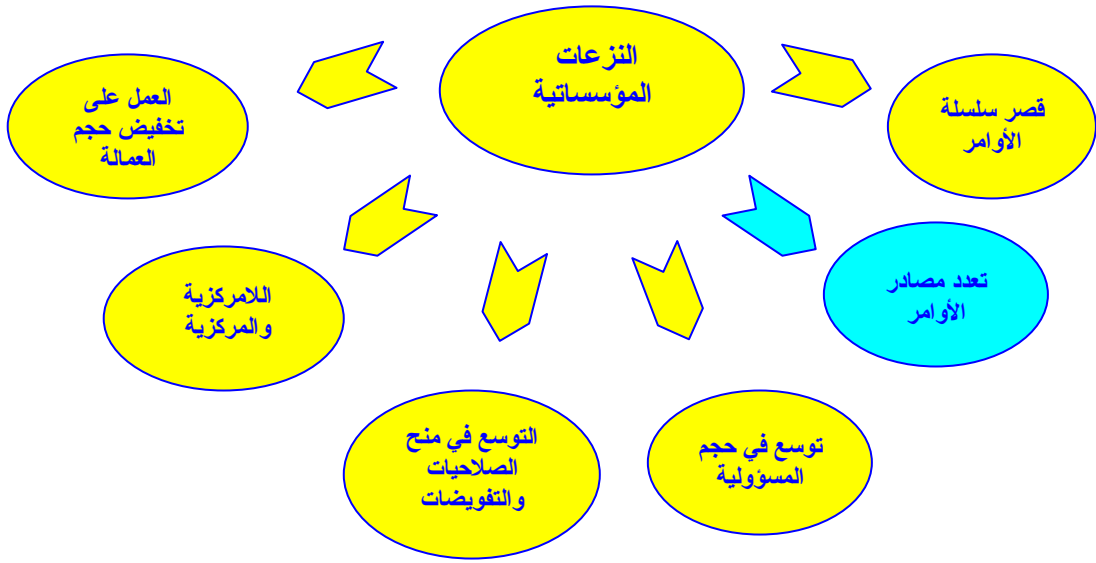 النزعات
المؤسساتية
قصر سلسلة
الأوامر
تعدد مصادر
الأوامر
توسع في حجم
المسؤولية
التوسع في منح
الصلاحيات
والتفويضات
اللامركزية
والمركزية
العمل على
تخفيض حجم
العمالة